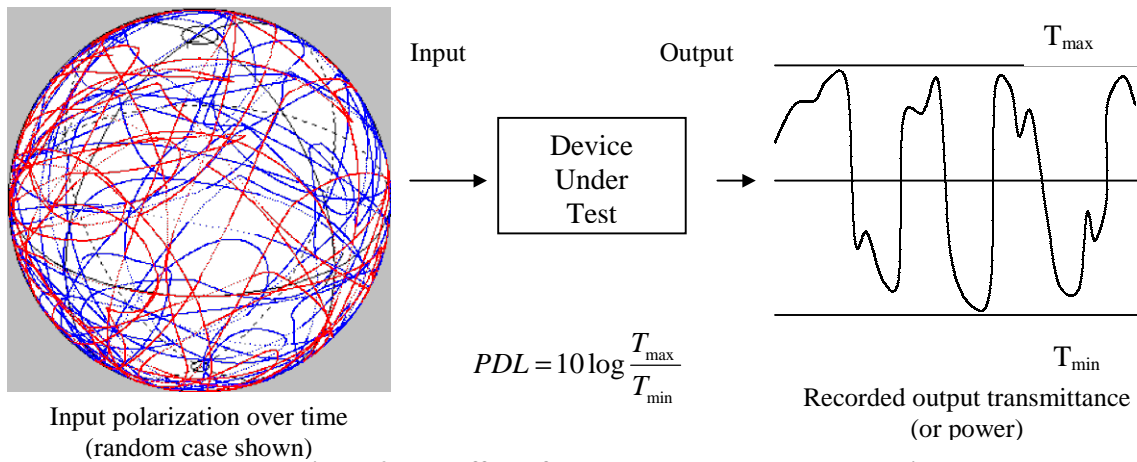 Input
Output
T_max
Device
Under
Test
PDL = 10 log T_max / T_min
T_min
Input polarization over time
(random case shown)
Recorded output transmittance
(or power)